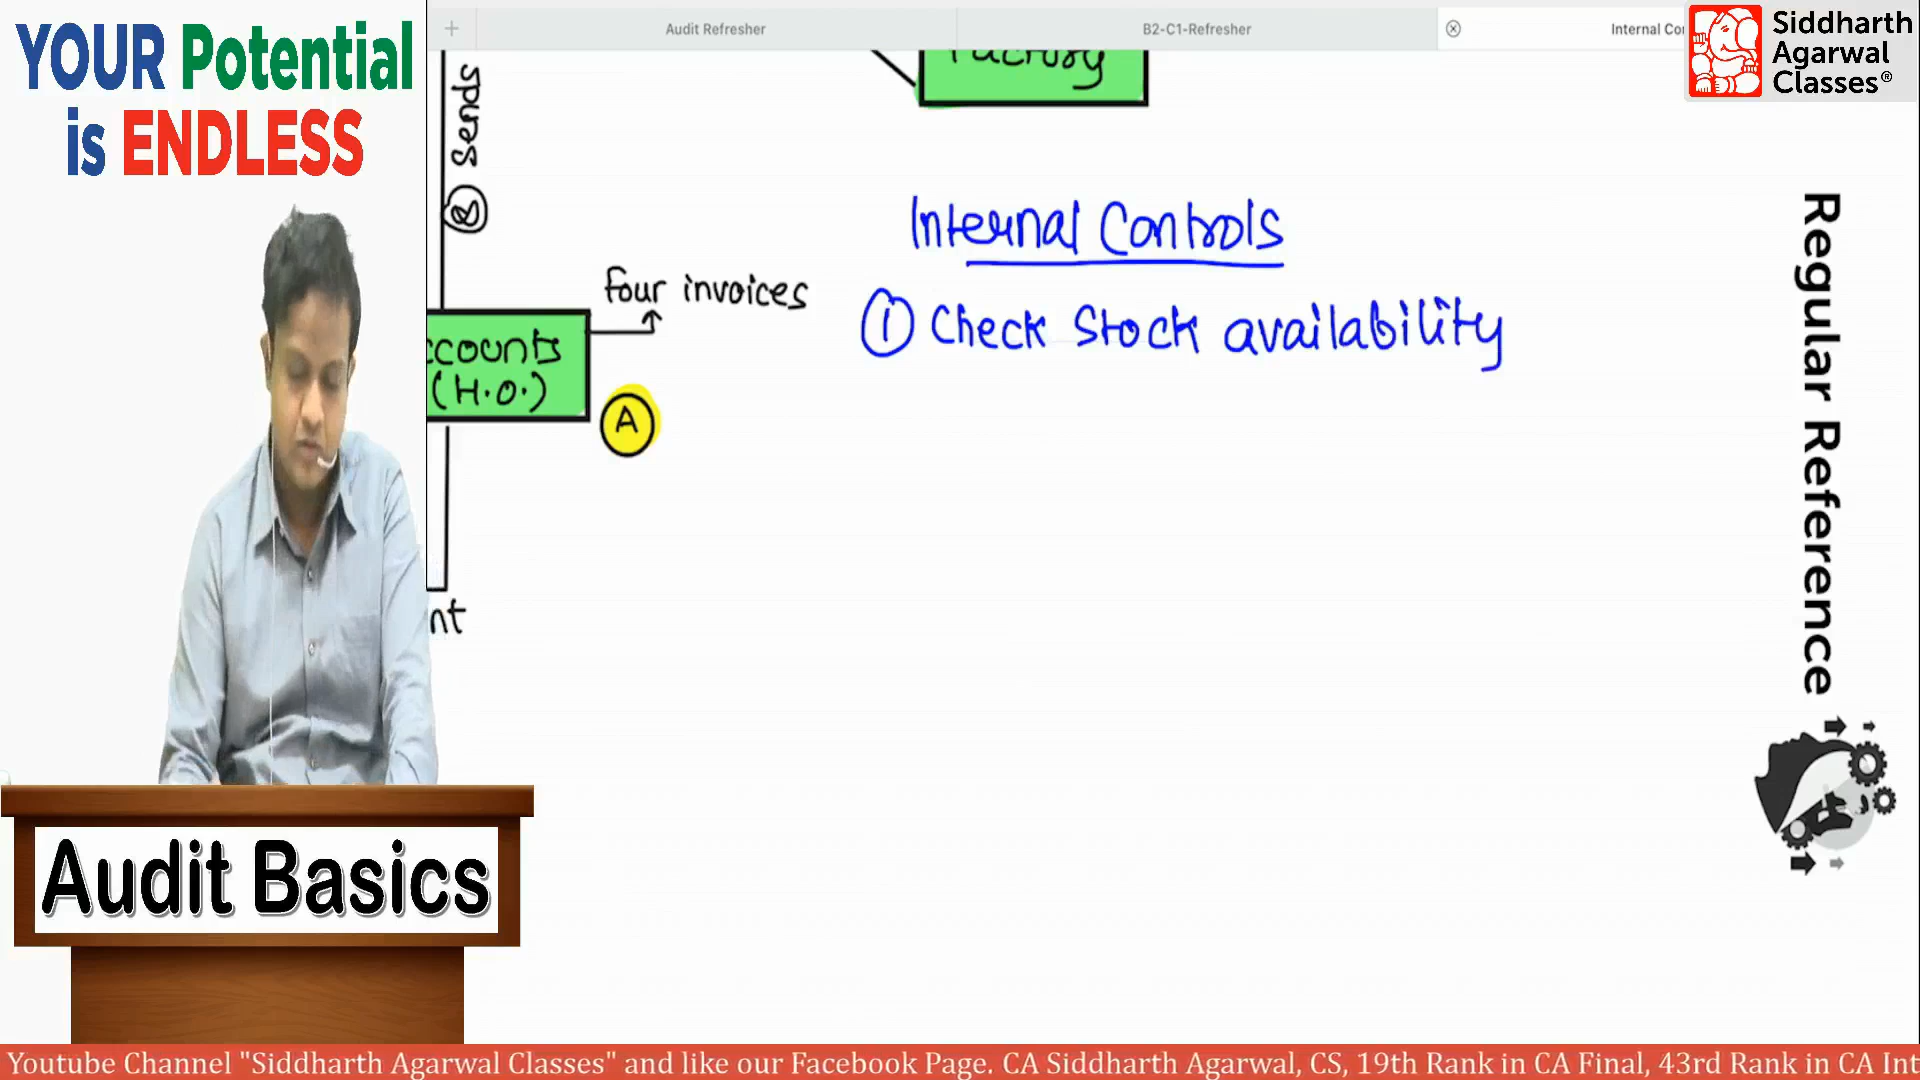 YOUR Potential
is ENDLESS
Audit Refresher
B2-C1-Refresher
Internal Co
Siddharth
Agarwal
Classes®
Factory
sends
Internal Controls
① Check Stock availability
four invoices
ccounts
(H.O.)
A
nt
Regular Reference
Audit Basics
Youtube Channel "Siddharth Agarwal Classes" and like our Facebook Page. CA Siddharth Agarwal, CS, 19th Rank in CA Final, 43rd Rank in CA Int